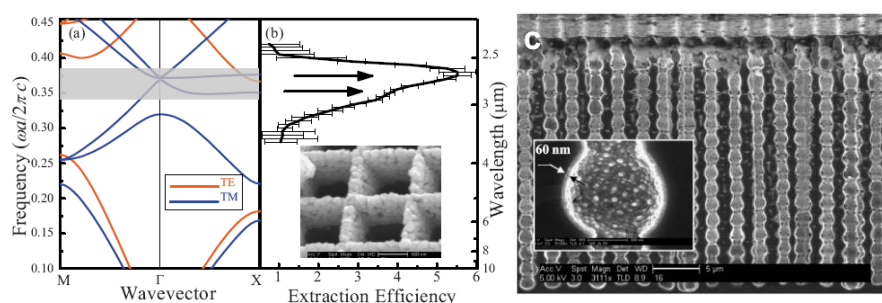 (a)
0.45
0.40
0.35
0.30
0.25
0.20
0.15
0.10
Frequency (ωa/2π c)
TE
TM
M Γ X
Wavevector
(b)
2.5
3
4
6
8
10
Wavelength (μm)
1 2 3 4 5 6
Extraction Efficiency
C
60 nm
Acc.V Spot Magn Det WD 5 μm
5.00 kV 3.0 3111x TLD 8.9 16